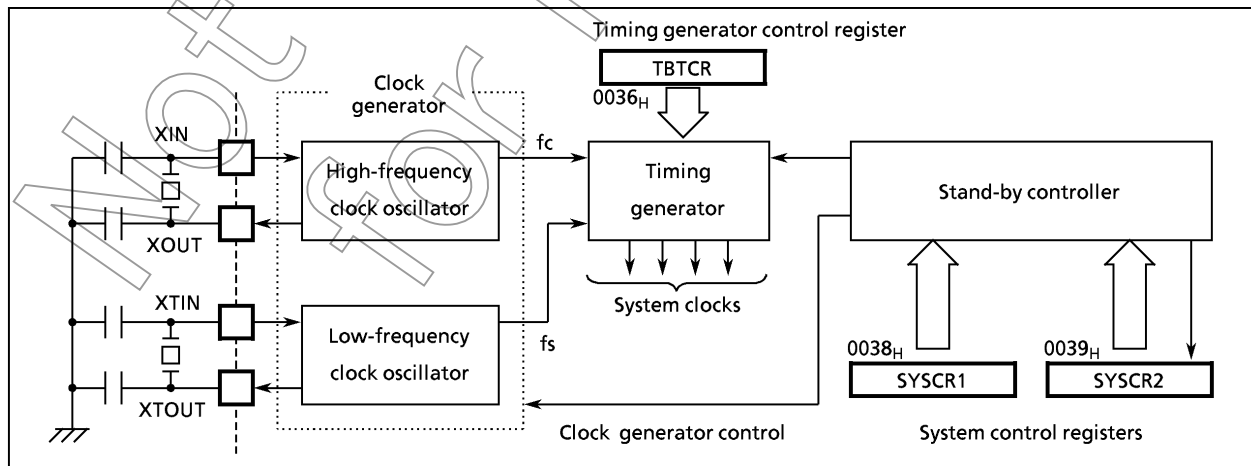 Timing generator control register
TBTCR
0036H
Clock
generator
XIN
XOUT
High-frequency
clock oscillator
fc
Timing
generator
Stand-by controller
System clocks
XTIN
XTOUT
Low-frequency
clock oscillator
fs
0038H
SYSCR1
0039H
SYSCR2
Clock generator control
System control registers
Not
for